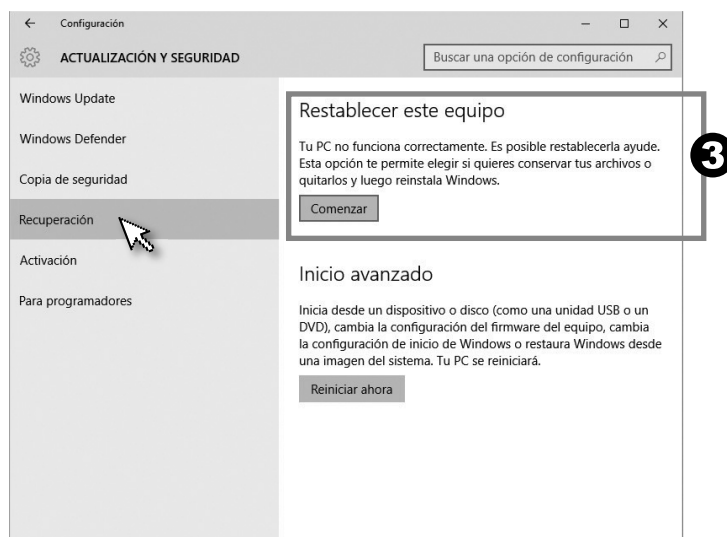 Configuración
ACTUALIZACIÓN Y SEGURIDAD
Buscar una opción de configuración
Windows Update
Windows Defender
Copia de seguridad
Recuperación
Activación
Para programadores
Restablecer este equipo
Tu PC no funciona correctamente. Es posible restablecerla ayude.
Esta opción te permite elegir si quieres conservar tus archivos o
quitarlos y luego reinstala Windows.
Comenzar
3
Inicio avanzado
Inicia desde un dispositivo o disco (como una unidad USB o un
DVD), cambia la configuración del firmware del equipo, cambia
la configuración de inicio de Windows o restaura Windows desde
una imagen del sistema. Tu PC se reiniciará.
Reiniciar ahora